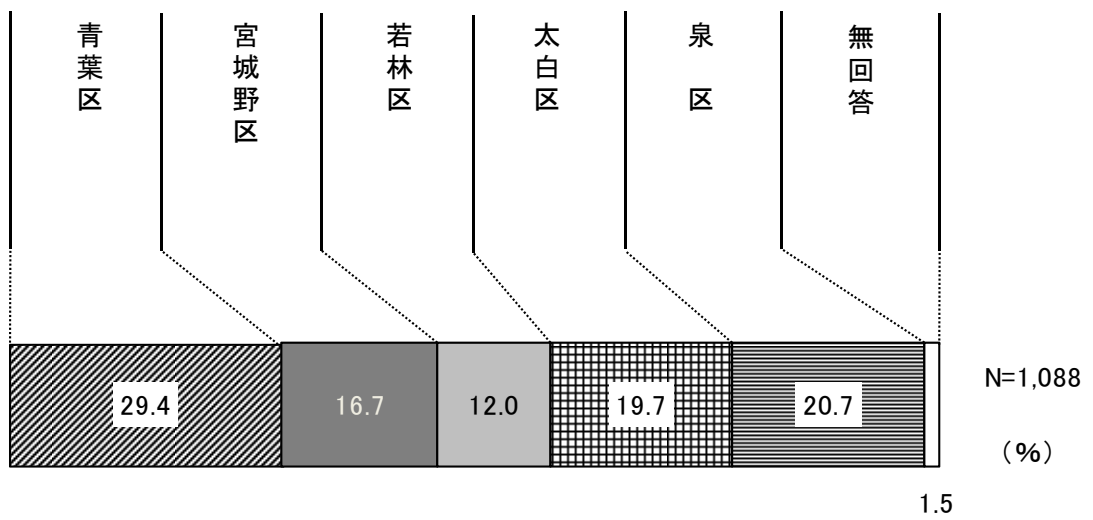 青葉区
宮城野区
若林区
太白区
泉　区
無回答
29.4
16.7
12.0
19.7
20.7
1.5
N=1,088
（%）